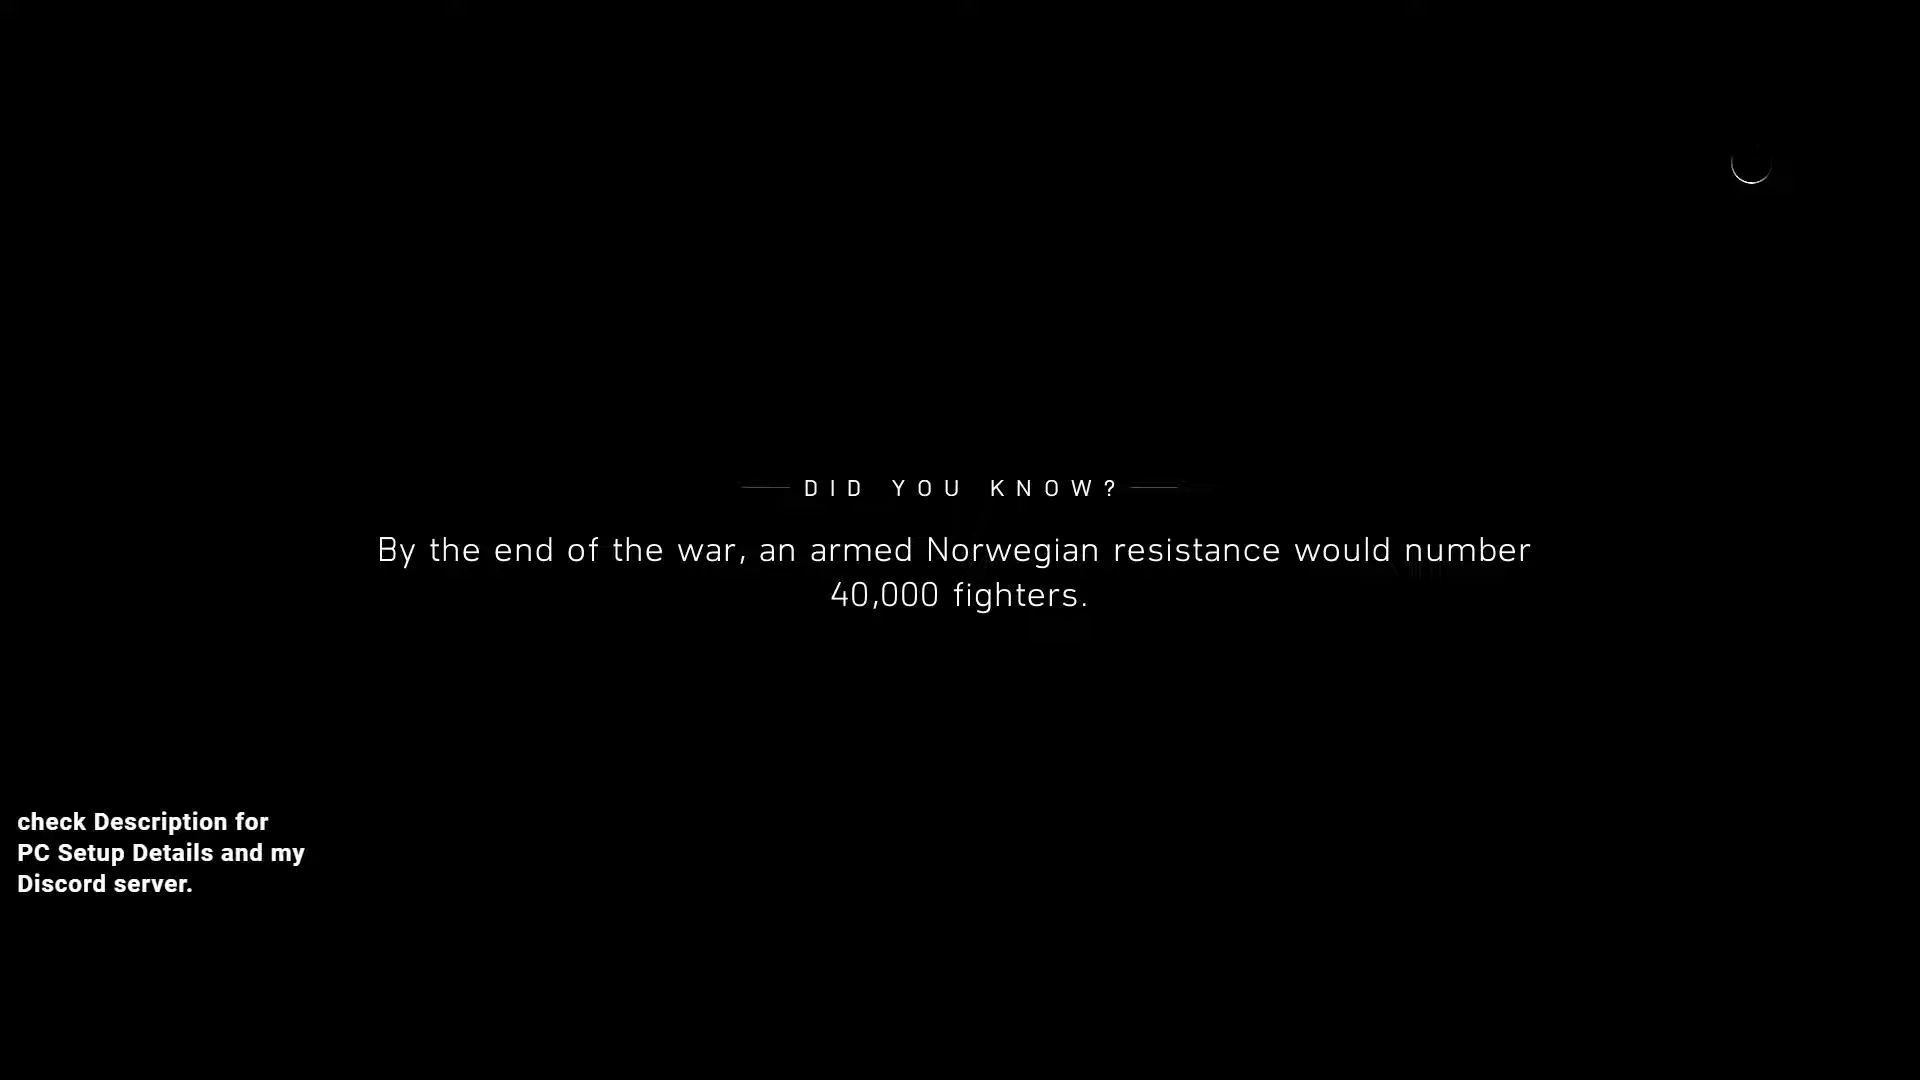 DID YOU KNOW?
By the end of the war, an armed Norwegian resistance would number
40,000 fighters.
check Description for
PC Setup Details and my
Discord server.